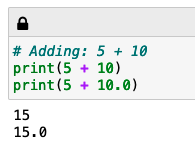 # Adding: 5 + 10
print(5 + 10)
print(5 + 10.0)
15
15.0